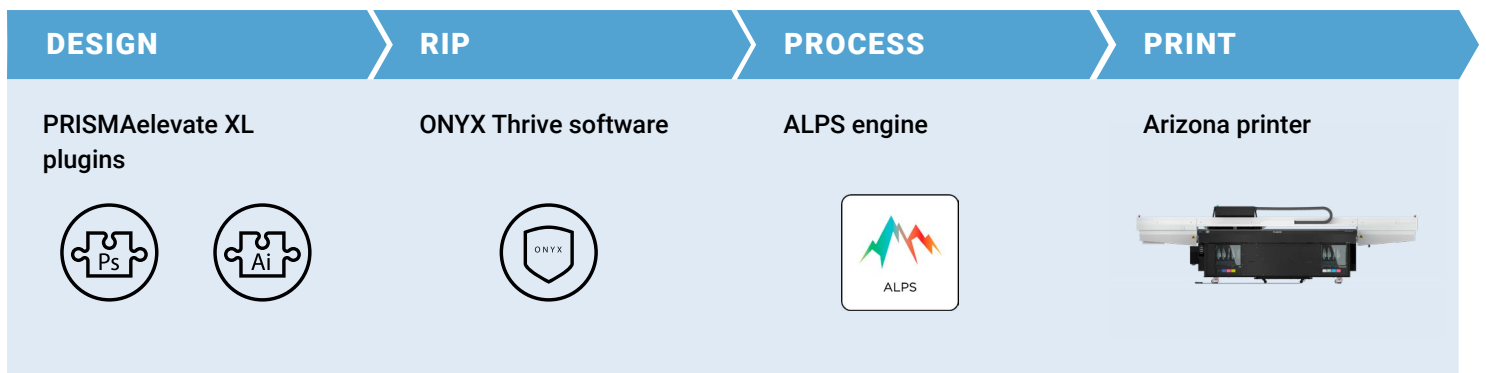 DESIGN
RIP
PROCESS
PRINT
PRISMAelevate XL
plugins
ONYX Thrive software
ALPS engine
Arizona printer
Ps
Ai
ONYX
ALPS